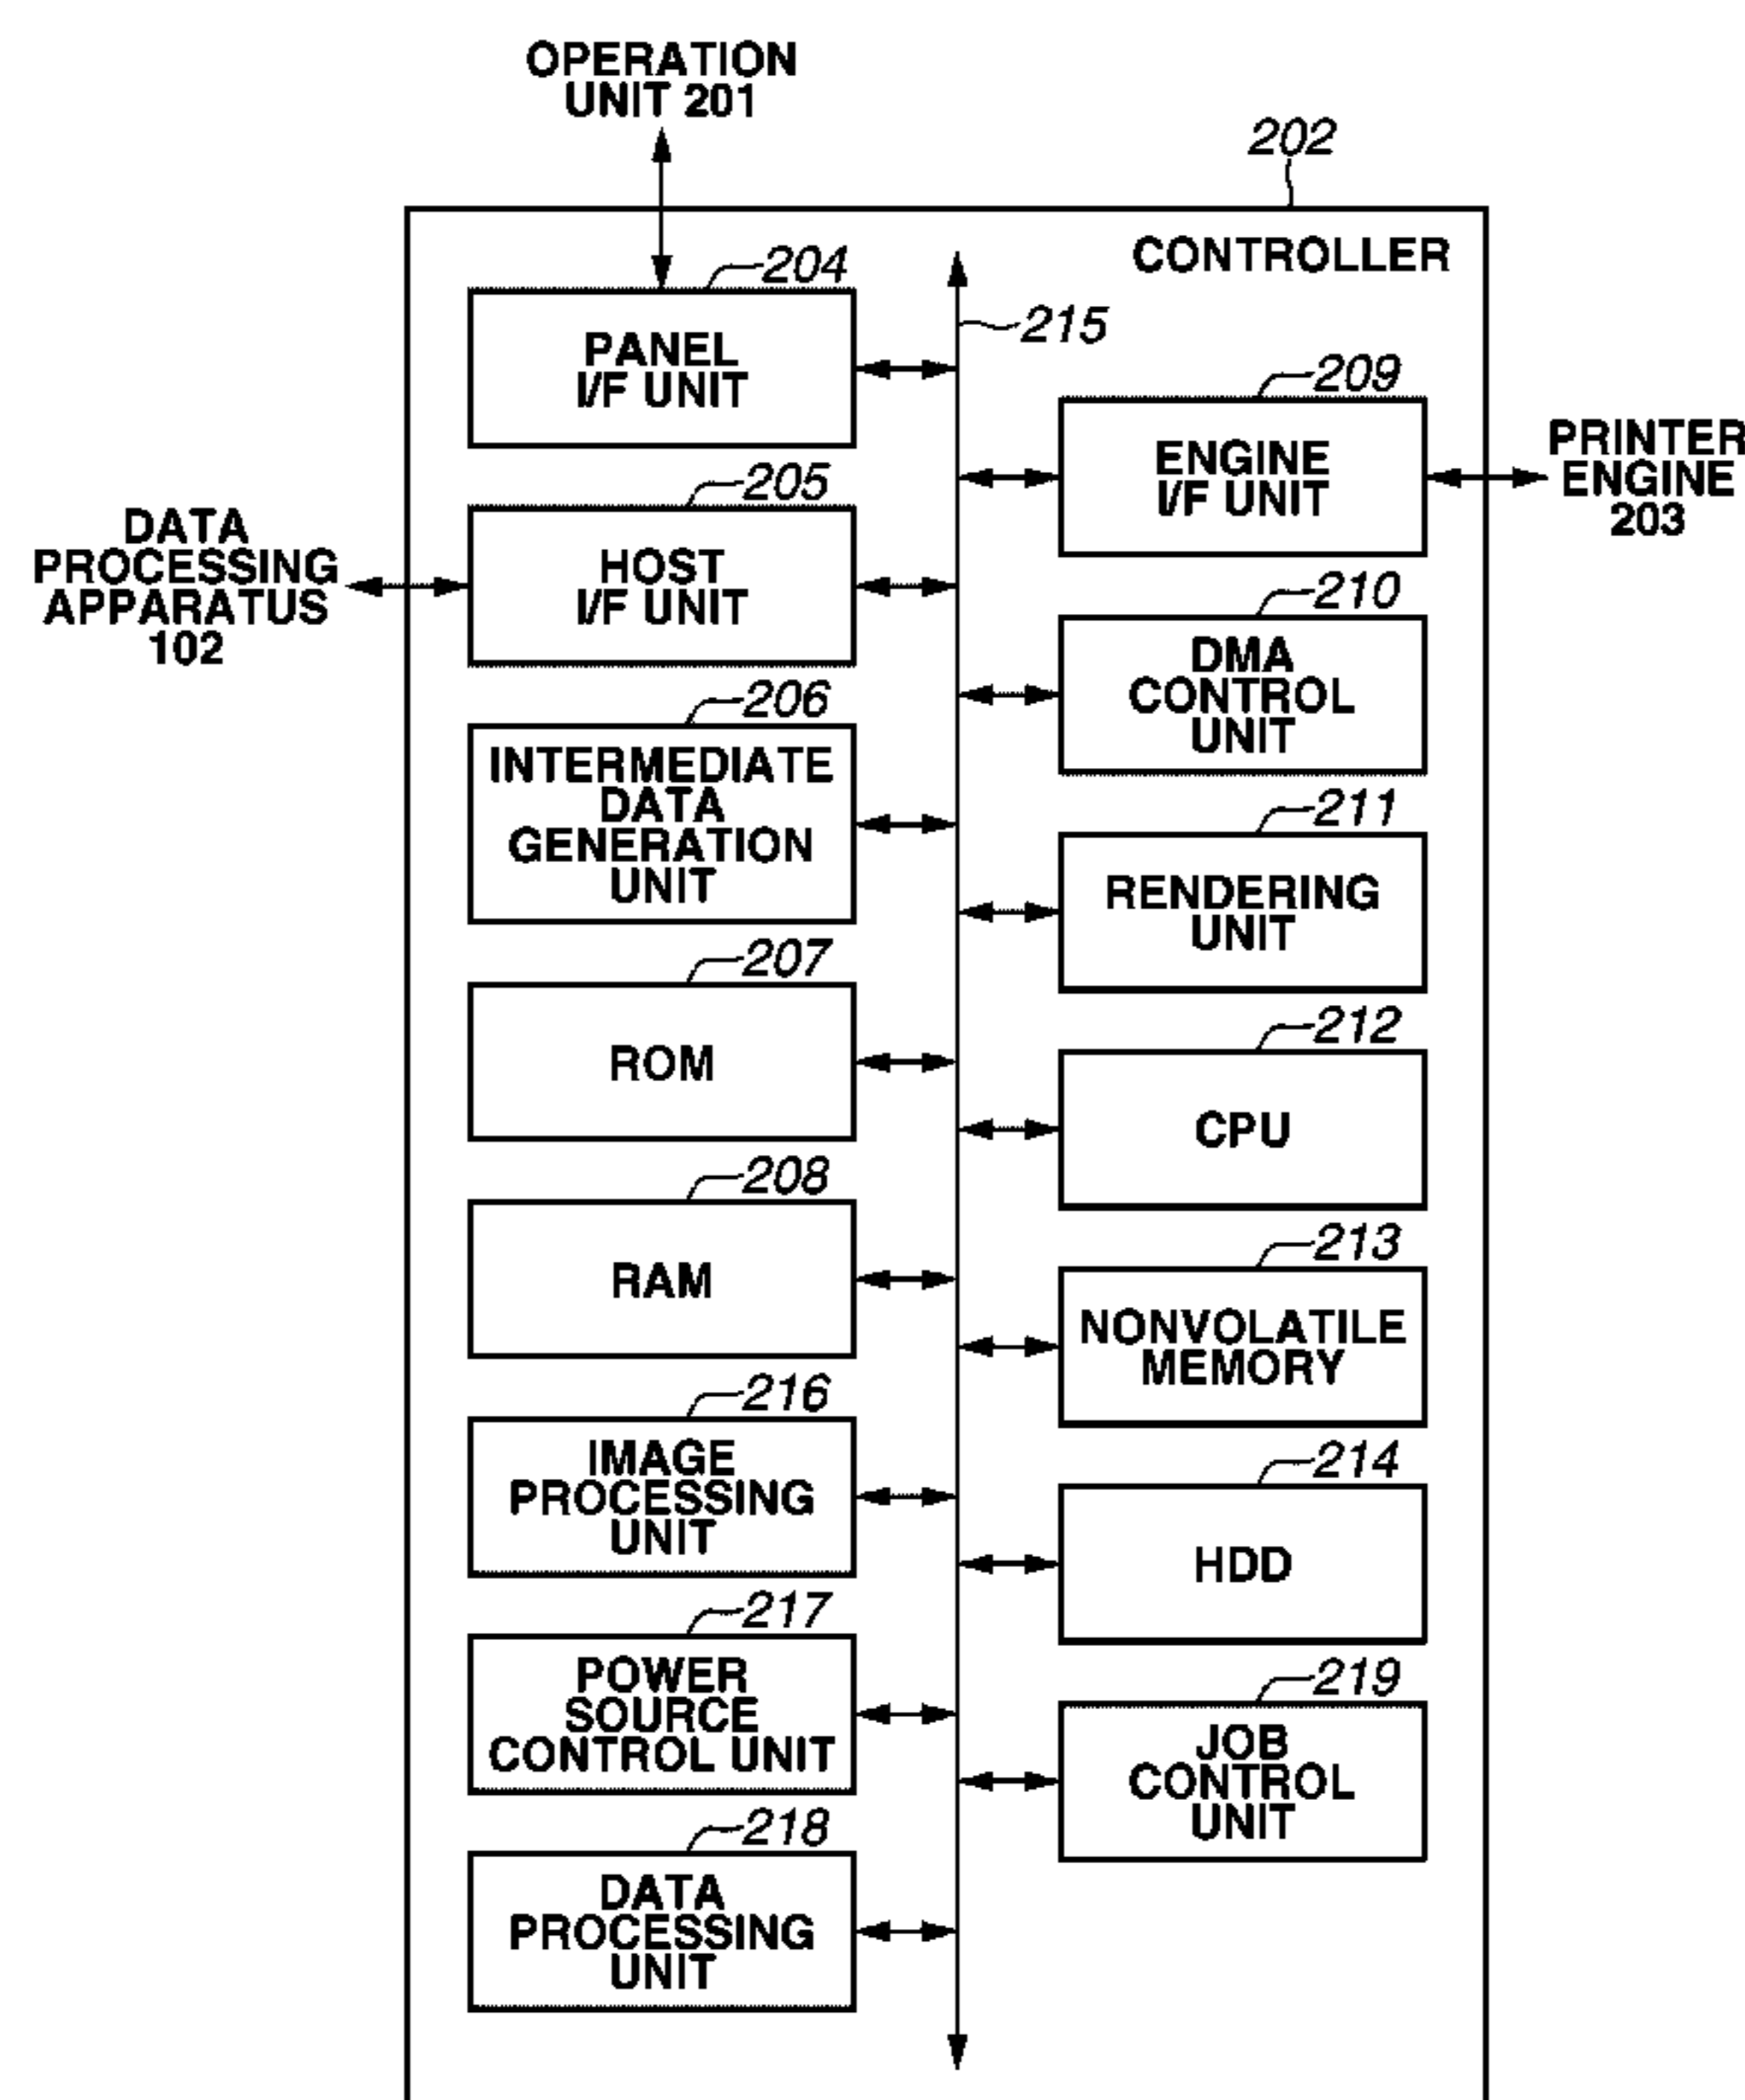 OPERATION
UNIT 201
202
CONTROLLER
204
PANEL
I/F UNIT
215
209
ENGINE
I/F UNIT
PRINTER
ENGINE
203
205
HOST
I/F UNIT
DATA
PROCESSING
APPARATUS
102
210
DMA
CONTROL
UNIT
206
INTERMEDIATE
DATA
GENERATION
UNIT
211
RENDERING
UNIT
207
ROM
212
CPU
208
RAM
213
NONVOLATILE
MEMORY
216
IMAGE
PROCESSING
UNIT
214
HDD
217
POWER
SOURCE
CONTROL UNIT
219
JOB
CONTROL
UNIT
218
DATA
PROCESSING
UNIT